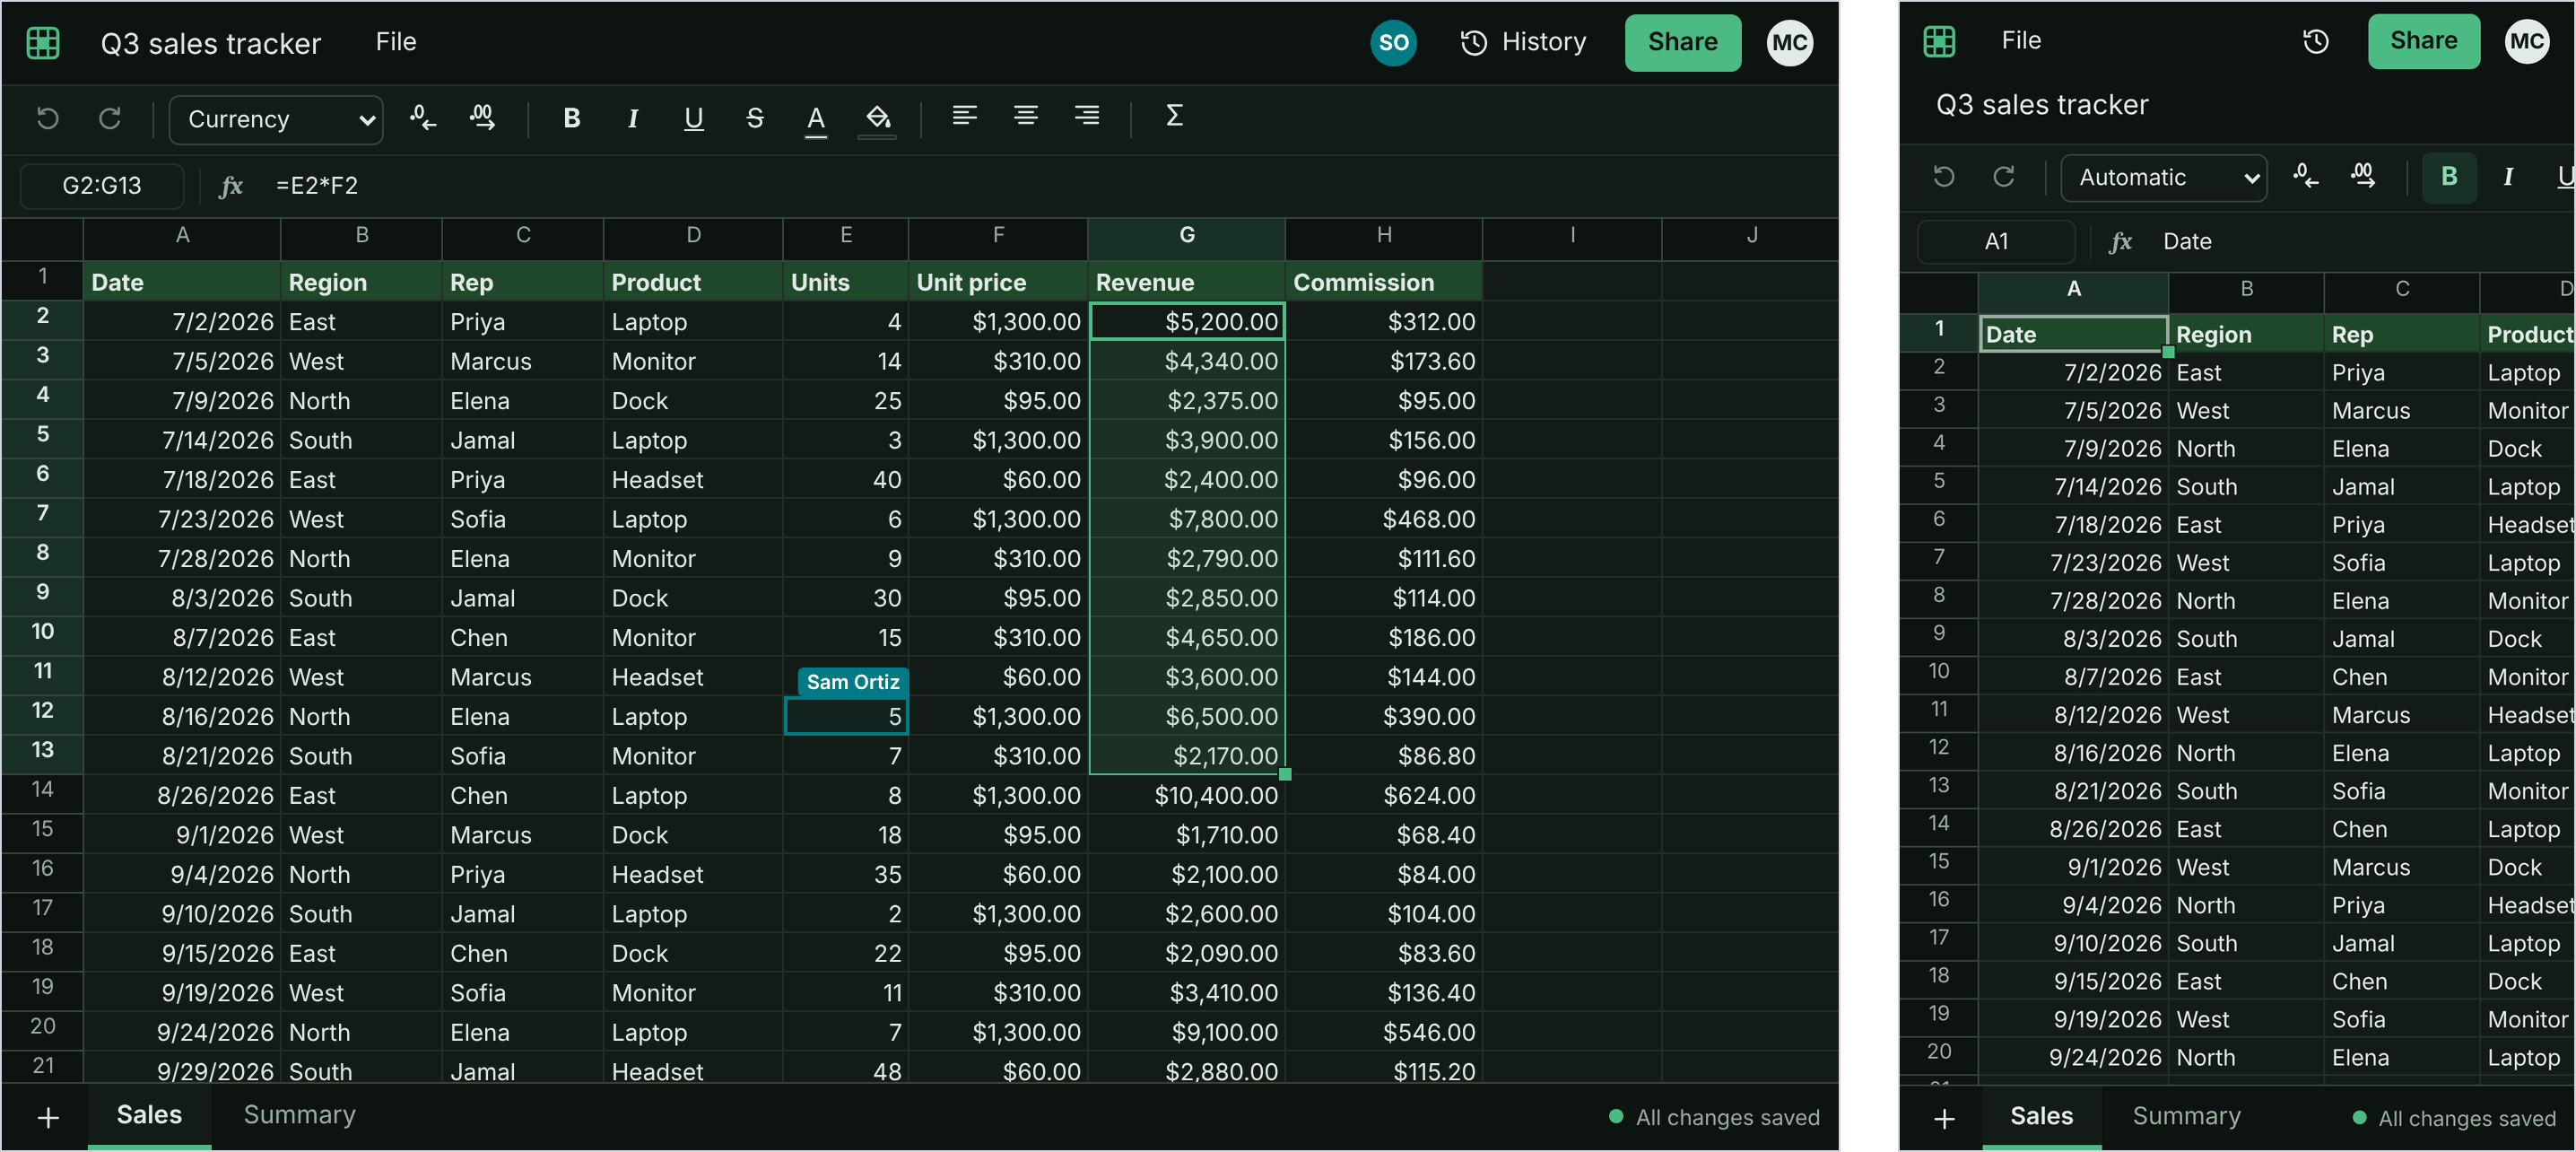 Q3 sales tracker File SO History Share MC
Currency .0 .00 B I U S A Σ
G2:G13 fx =E2*F2
A B C D E F G H I J
1 Date Region Rep Product Units Unit price Revenue Commission
2 7/2/2026 East Priya Laptop 4 $1,300.00 $5,200.00 $312.00
3 7/5/2026 West Marcus Monitor 14 $310.00 $4,340.00 $173.60
4 7/9/2026 North Elena Dock 25 $95.00 $2,375.00 $95.00
5 7/14/2026 South Jamal Laptop 3 $1,300.00 $3,900.00 $156.00
6 7/18/2026 East Priya Headset 40 $60.00 $2,400.00 $96.00
7 7/23/2026 West Sofia Laptop 6 $1,300.00 $7,800.00 $468.00
8 7/28/2026 North Elena Monitor 9 $310.00 $2,790.00 $111.60
9 8/3/2026 South Jamal Dock 30 $95.00 $2,850.00 $114.00
10 8/7/2026 East Chen Monitor 15 $310.00 $4,650.00 $186.00
11 8/12/2026 West Marcus Headset $60.00 $3,600.00 $144.00
Sam Ortiz
12 8/16/2026 North Elena Laptop 5 $1,300.00 $6,500.00 $390.00
13 8/21/2026 South Sofia Monitor 7 $310.00 $2,170.00 $86.80
14 8/26/2026 East Chen Laptop 8 $1,300.00 $10,400.00 $624.00
15 9/1/2026 West Marcus Dock 18 $95.00 $1,710.00 $68.40
16 9/4/2026 North Priya Headset 35 $60.00 $2,100.00 $84.00
17 9/10/2026 South Jamal Laptop 2 $1,300.00 $2,600.00 $104.00
18 9/15/2026 East Chen Dock 22 $95.00 $2,090.00 $83.60
19 9/19/2026 West Sofia Monitor 11 $310.00 $3,410.00 $136.40
20 9/24/2026 North Elena Laptop 7 $1,300.00 $9,100.00 $546.00
21 9/29/2026 South Jamal Headset 48 $60.00 $2,880.00 $115.20
+ Sales Summary All changes saved
File Share MC
Q3 sales tracker
Automatic .0 .00 B I U
A1 fx Date
A B C D
1 Date Region Rep Product
2 7/2/2026 East Priya Laptop
3 7/5/2026 West Marcus Monitor
4 7/9/2026 North Elena Dock
5 7/14/2026 South Jamal Laptop
6 7/18/2026 East Priya Headset
7 7/23/2026 West Sofia Laptop
8 7/28/2026 North Elena Monitor
9 8/3/2026 South Jamal Dock
10 8/7/2026 East Chen Monitor
11 8/12/2026 West Marcus Headset
12 8/16/2026 North Elena Laptop
13 8/21/2026 South Sofia Monitor
14 8/26/2026 East Chen Laptop
15 9/1/2026 West Marcus Dock
16 9/4/2026 North Priya Headset
17 9/10/2026 South Jamal Laptop
18 9/15/2026 East Chen Dock
19 9/19/2026 West Sofia Monitor
20 9/24/2026 North Elena Laptop
+ Sales Summary All changes saved